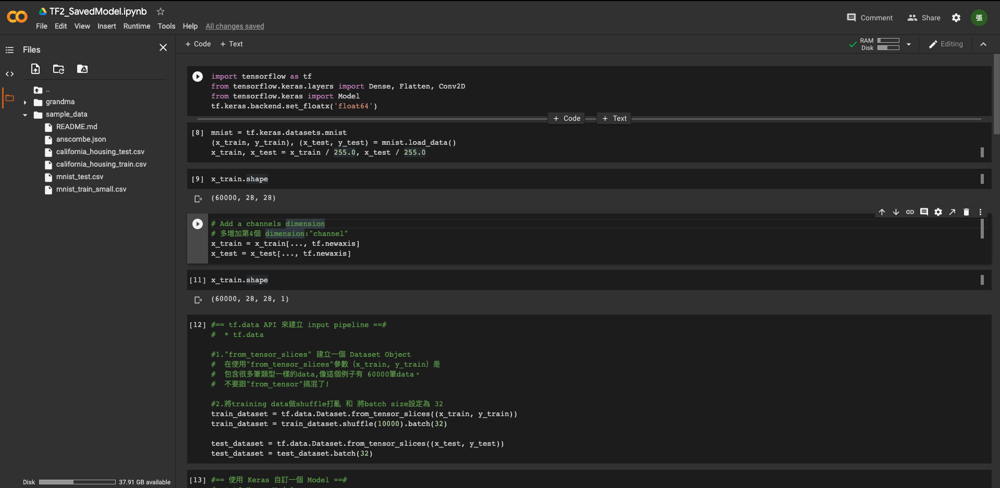 TF2_SavedModel.ipynb
File Edit View Insert Runtime Tools Help All changes saved
Comment Share 張
Files
+ Code + Text
RAM
Disk
Editing
..
grandma
sample_data
README.md
anscombe.json
california_housing_test.csv
california_housing_train.csv
mnist_test.csv
mnist_train_small.csv
Disk 37.91 GB available
import tensorflow as tf
from tensorflow.keras.layers import Dense, Flatten, Conv2D
from tensorflow.keras import Model
tf.keras.backend.set_floatx('float64')
+ Code + Text
[8] mnist = tf.keras.datasets.mnist
(x_train, y_train), (x_test, y_test) = mnist.load_data()
x_train, x_test = x_train / 255.0, x_test / 255.0
[9] x_train.shape
(60000, 28, 28)
# Add a channels dimension
# 多增加第4個 dimension:"channel"
x_train = x_train[..., tf.newaxis]
x_test = x_test[..., tf.newaxis]
[11] x_train.shape
(60000, 28, 28, 1)
[12] #== tf.data API 來建立 input pipeline ==#
# * tf.data
#1."from_tensor_slices" 建立一個 Dataset Object
# 在使用"from_tensor_slices"參數 (x_train, y_train) 是
# 包含很多筆類型一樣的data,像這個例子有 60000筆data。
# 不要跟"from_tensor"搞混了!
#2.將training data做shuffle打亂 和 將batch size設定為 32
train_dataset = tf.data.Dataset.from_tensor_slices((x_train, y_train))
train_dataset = train_dataset.shuffle(10000).batch(32)
test_dataset = tf.data.Dataset.from_tensor_slices((x_test, y_test))
test_dataset = test_dataset.batch(32)
[13] #== 使用 Keras 自訂一個 Model ==#